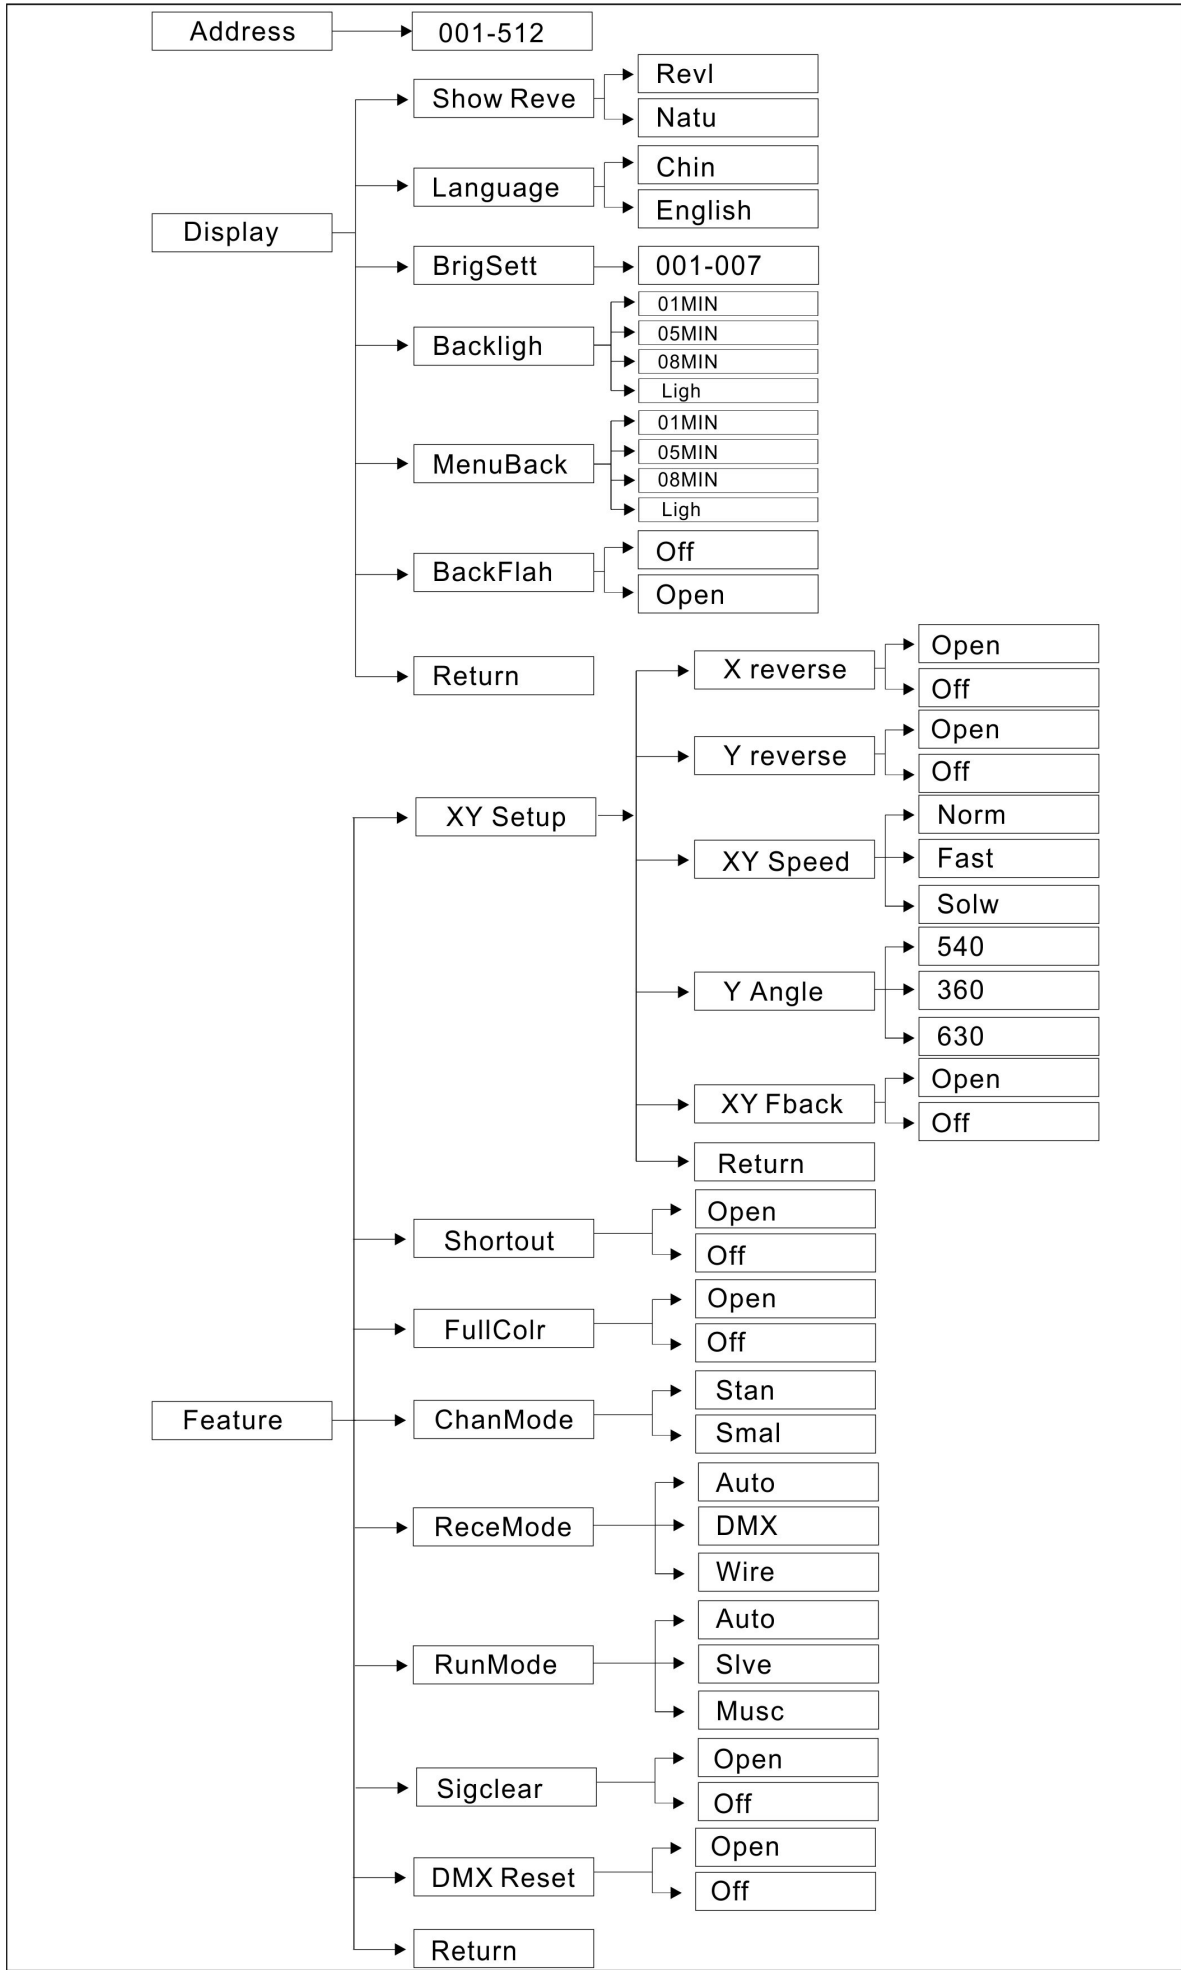 Address
001-512
Display
Show Reve
Revl
Natu
Language
Chin
English
BrigSett
001-007
Backligh
01MIN
05MIN
08MIN
Ligh
MenuBack
01MIN
05MIN
08MIN
Ligh
BackFlah
Off
Open
Return
Feature
XY Setup
X reverse
Open
Off
Y reverse
Open
Off
XY Speed
Norm
Fast
Solw
Y Angle
540
360
630
XY Fback
Open
Off
Return
Shortout
Open
Off
FullColr
Open
Off
ChanMode
Stan
Smal
ReceMode
Auto
DMX
Wire
RunMode
Auto
Slve
Musc
Sigclear
Open
Off
DMX Reset
Open
Off
Return